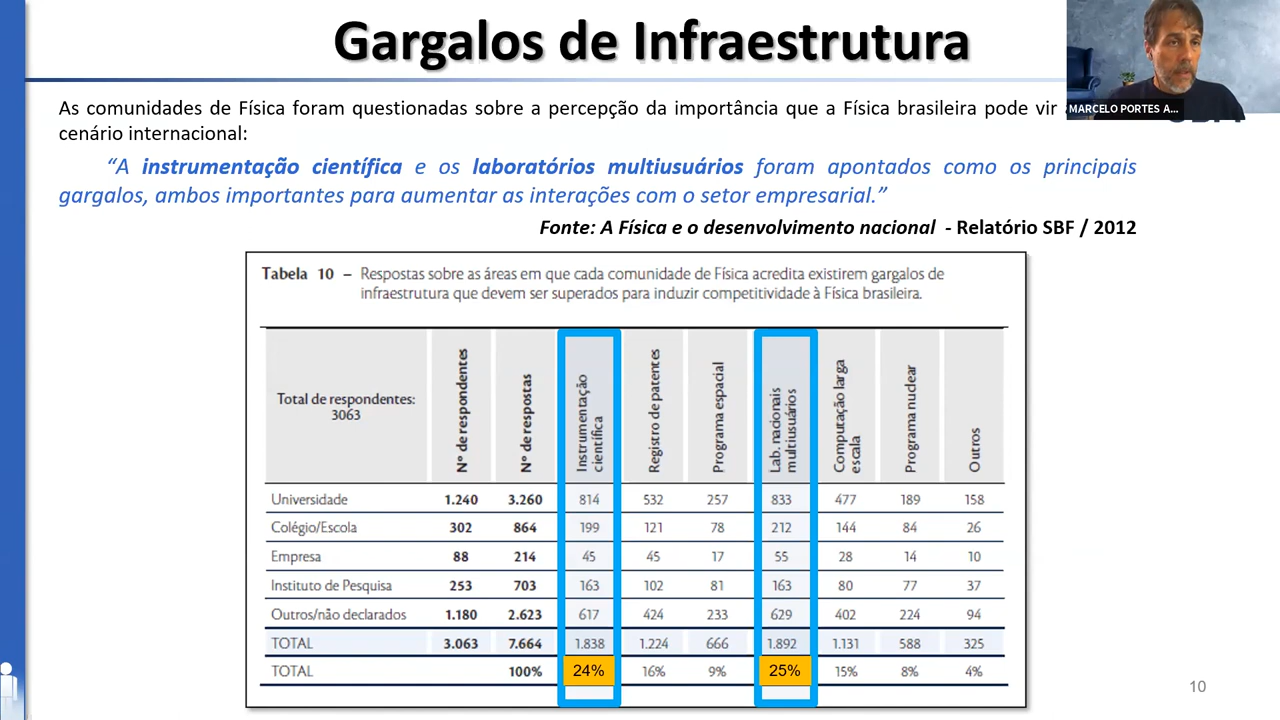 Gargalos de Infraestrutura
MARCELO PORTES A...
As comunidades de Física foram questionadas sobre a percepção da importância que a Física brasileira pode vir
cenário internacional:
“A instrumentação científica e os laboratórios multiusuários foram apontados como os principais
gargalos, ambos importantes para aumentar as interações com o setor empresarial.”
Fonte: A Física e o desenvolvimento nacional - Relatório SBF / 2012
Tabela 10 – Respostas sobre as áreas em que cada comunidade de Física acredita existirem gargalos de
infraestrutura que devem ser superados para induzir competitividade à Física brasileira.
Total de respondentes: 3063 Nº de respondentes Nº de respostas Instrumentação científica Registro de patentes Programa espacial Lab. nacionais multiusuários Computação larga escala Programa nuclear Outros
Universidade 1.240 3.260 814 532 257 833 477 189 158
Colégio/Escola 302 864 199 121 78 212 144 84 26
Empresa 88 214 45 45 17 55 28 14 10
Instituto de Pesquisa 253 703 163 102 81 163 80 77 37
Outros/não declarados 1.180 2.623 617 424 233 629 402 224 94
TOTAL 3.063 7.664 1.838 1.224 666 1.892 1.131 588 325
TOTAL 100% 24% 16% 9% 25% 15% 8% 4%
10